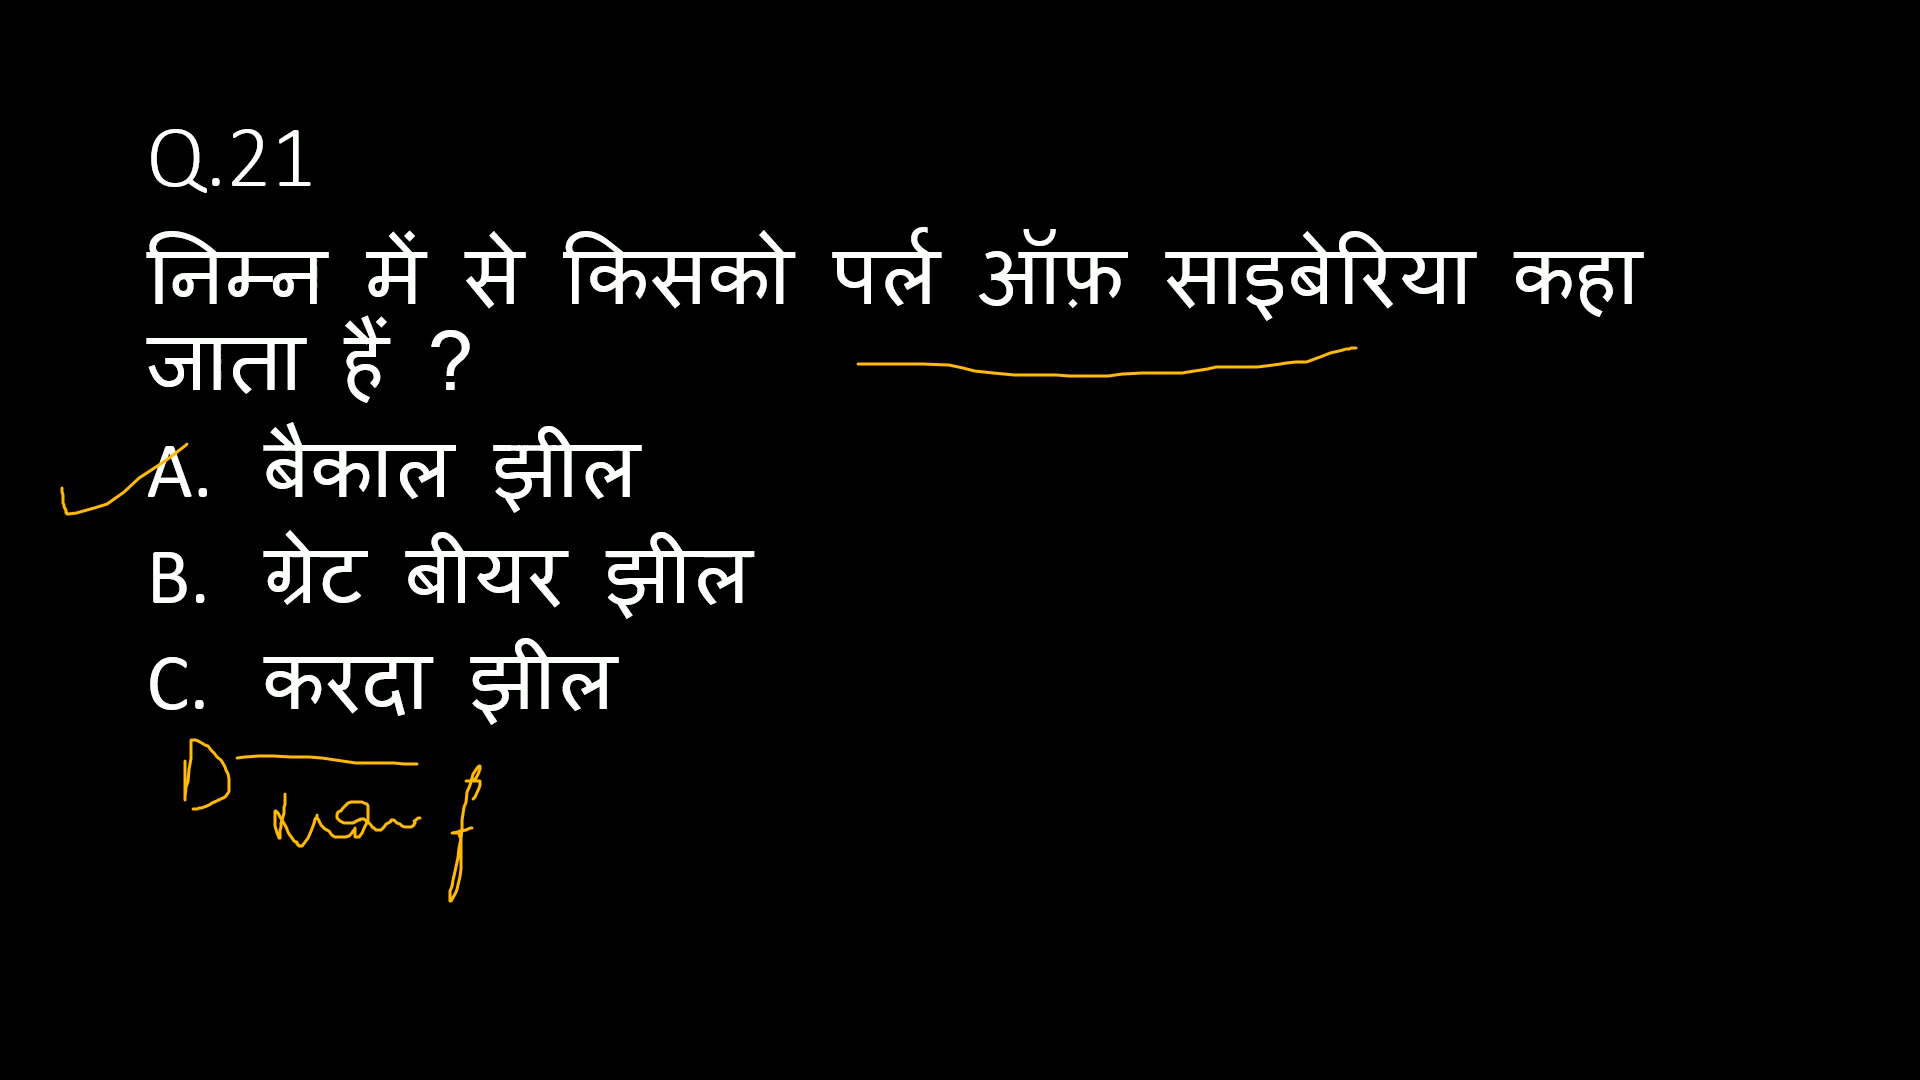 Q.21
निम्न में से किसको पर्ल ऑफ़ साइबेरिया कहा
जाता हैं ?
A. बैकाल झील
B. ग्रेट बीयर झील
C. करदा झील
D